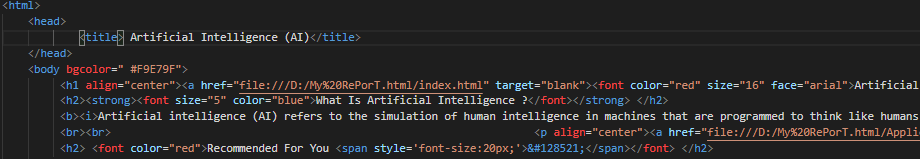 <html>
<head>
<title> Artificial Intelligence (AI)</title>
</head>
<body bgcolor=" #F9E79F">
<h1 align="center"><a href="file:///D:/My%20RePorT.html/index.html" target="blank"><font color="red" size="16" face="arial">Artificial
<h2><strong><font size="5" color="blue">What Is Artificial Intelligence ?</font></strong> </h2>
<b><i>Artificial intelligence (AI) refers to the simulation of human intelligence in machines that are programmed to think like humans
<br><br> <p align="center"><a href="file:///D:/My%20RePorT.html/Appli
<h2> <font color="red">Recommended For You <span style='font-size:20px;'>&#128521;</span></font> </h2>